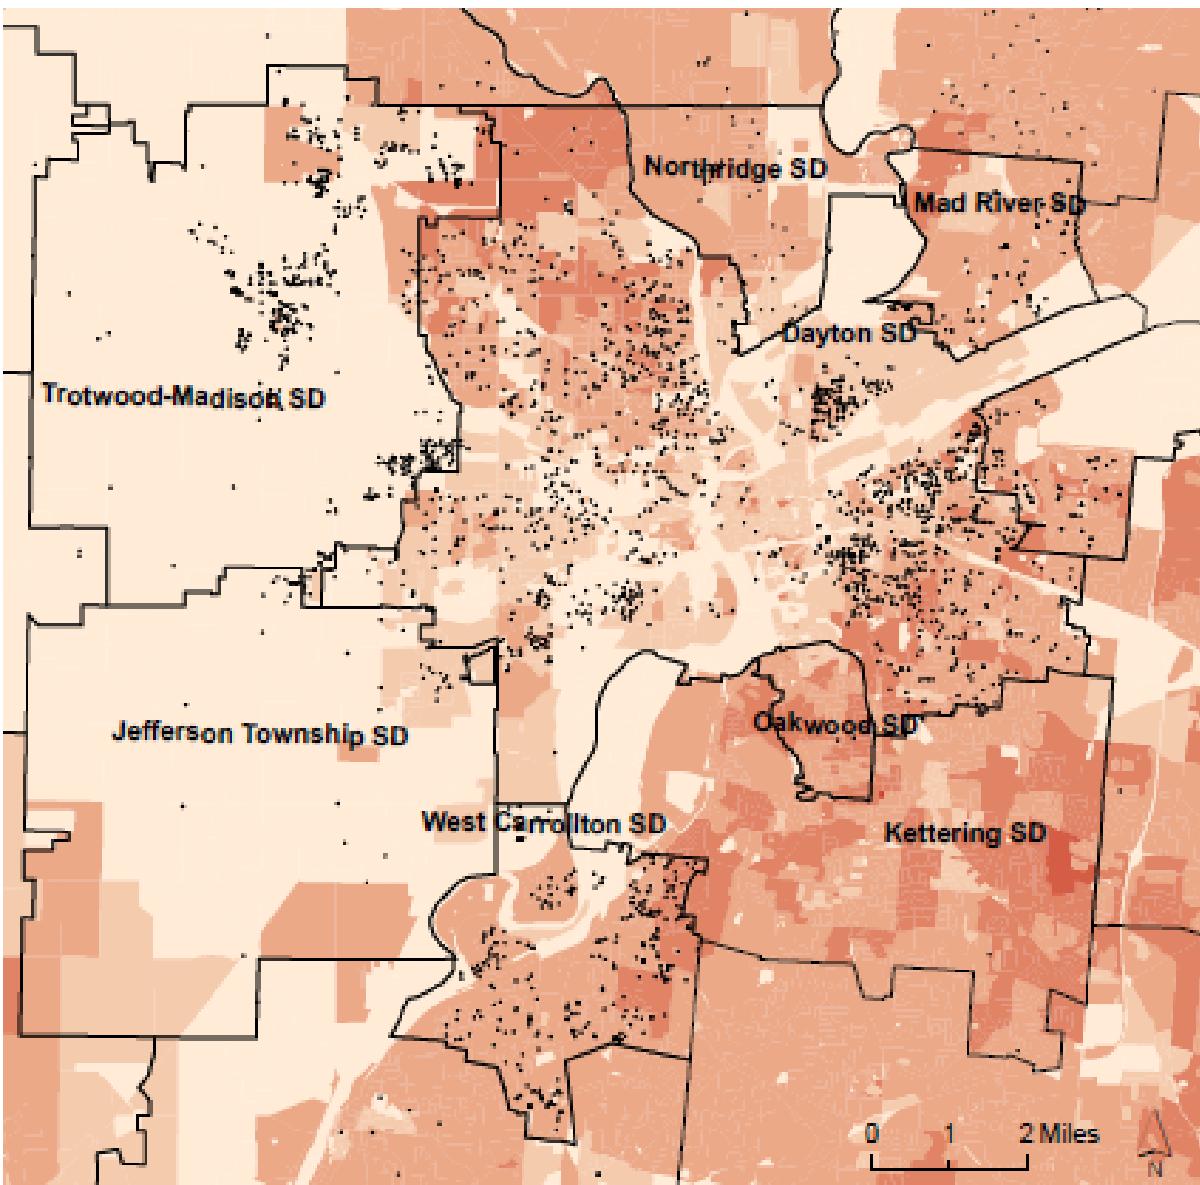 Northridge SD
Mad River SD
Dayton SD
Trotwood-Madison SD
Oakwood SD
Jefferson Township SD
West Carrollton SD
Kettering SD
0 1 2 Miles
N